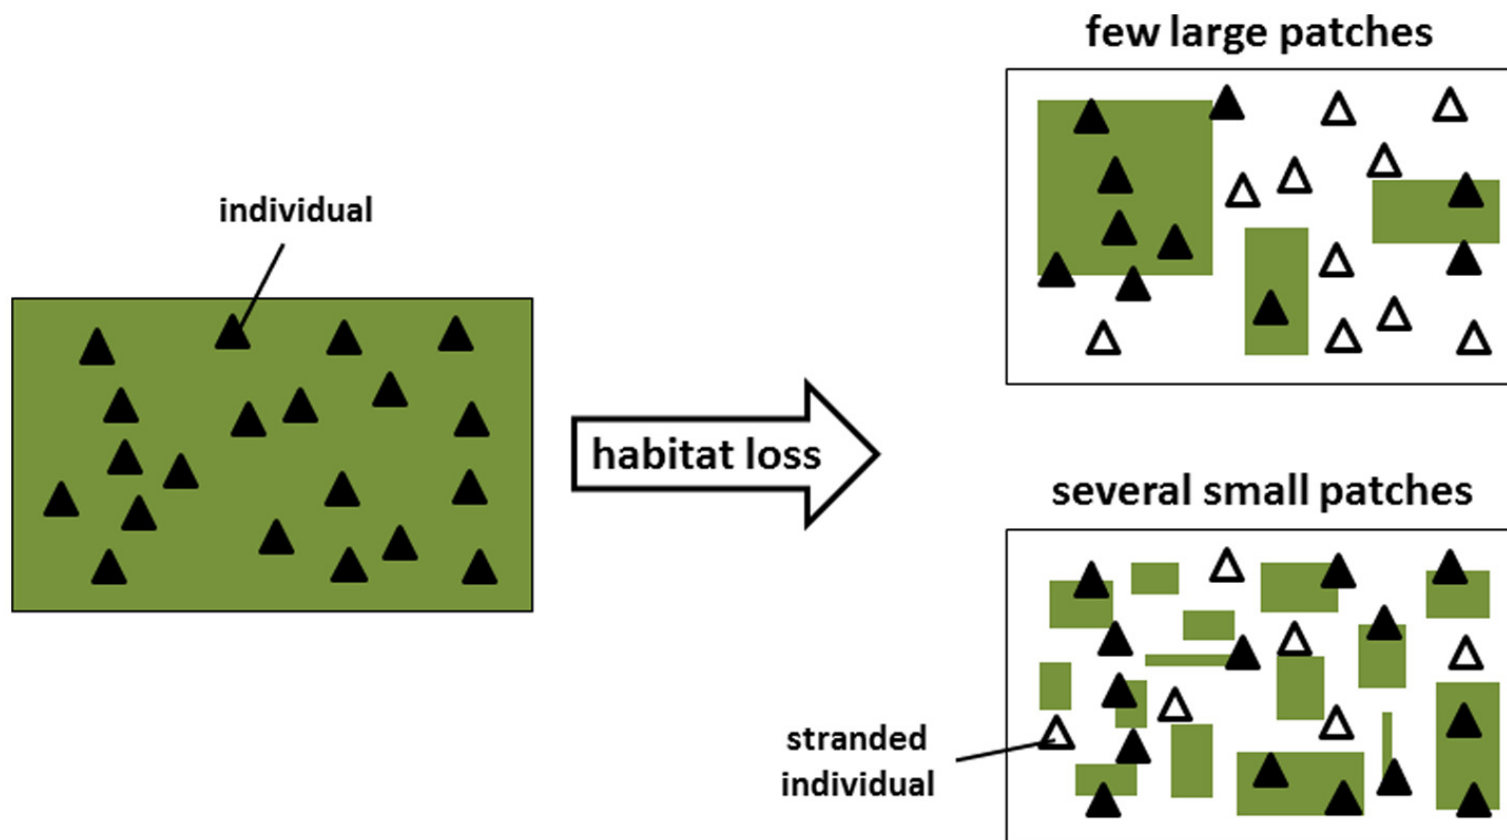 few large patches
individual
habitat loss
several small patches
stranded
individual